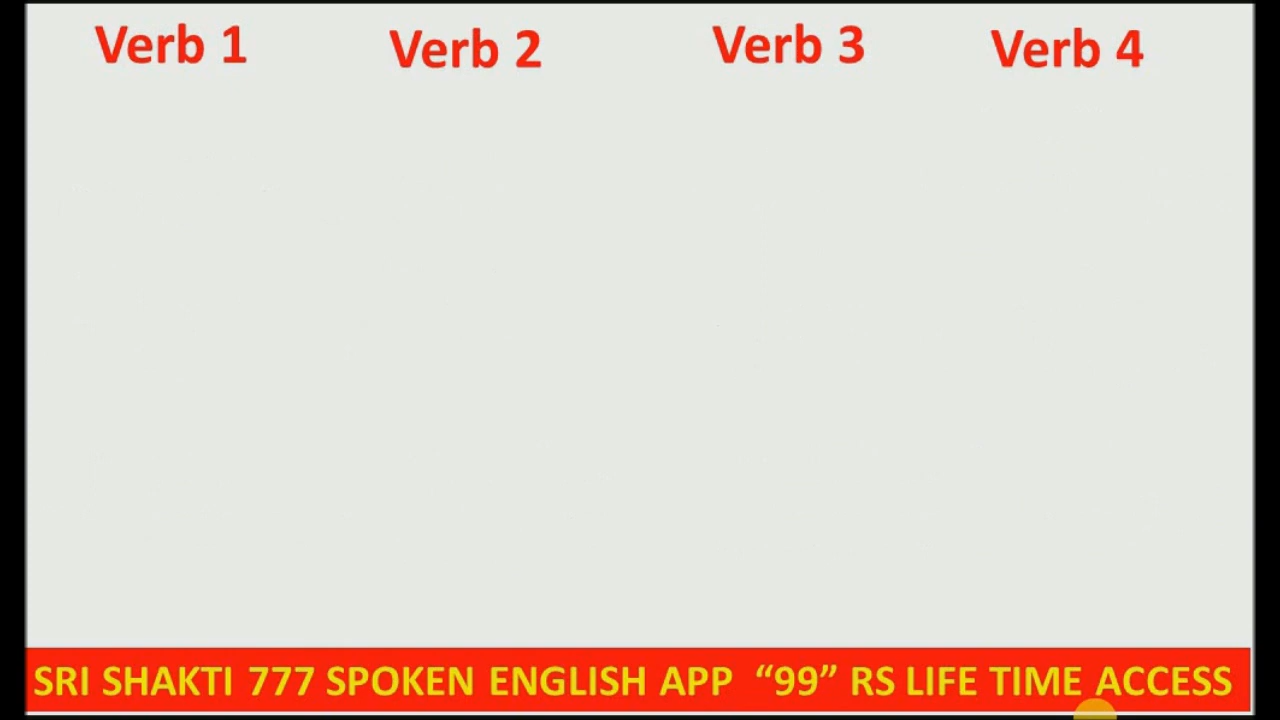 Verb 1 Verb 2 Verb 3 Verb 4
SRI SHAKTI 777 SPOKEN ENGLISH APP “99” RS LIFE TIME ACCESS